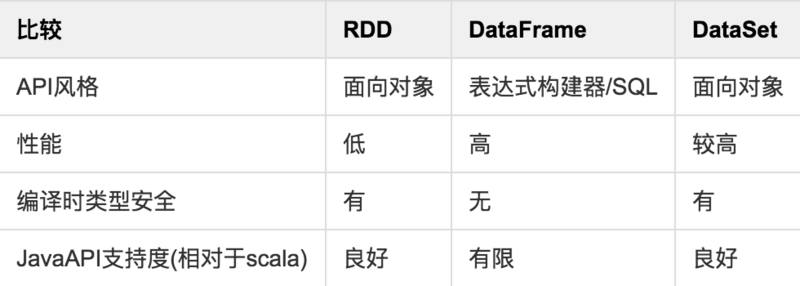 比较 RDD DataFrame DataSet
API风格 面向对象 表达式构建器/SQL 面向对象
性能 低 高 较高
编译时类型安全 有 无 有
JavaAPI支持度(相对于scala) 良好 有限 良好